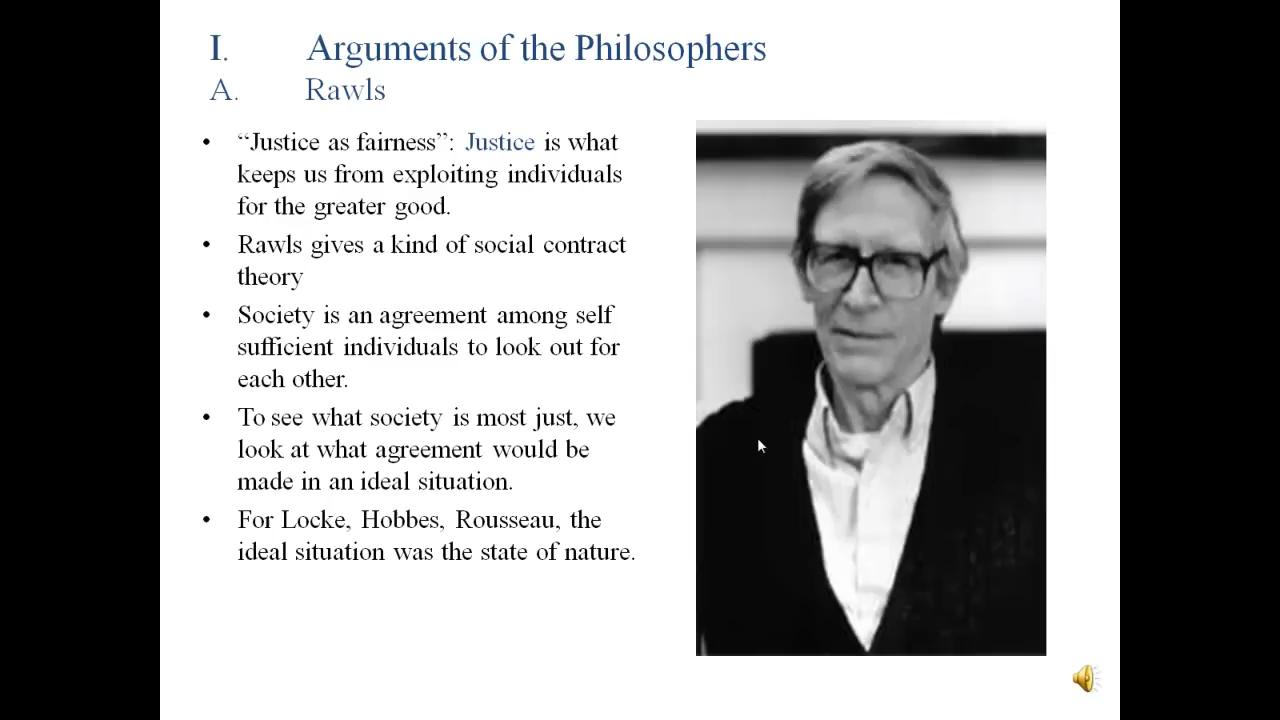 I. Arguments of the Philosophers
A. Rawls
• “Justice as fairness”: Justice is what
keeps us from exploiting individuals
for the greater good.
• Rawls gives a kind of social contract
theory
• Society is an agreement among self
sufficient individuals to look out for
each other.
• To see what society is most just, we
look at what agreement would be
made in an ideal situation.
• For Locke, Hobbes, Rousseau, the
ideal situation was the state of nature.